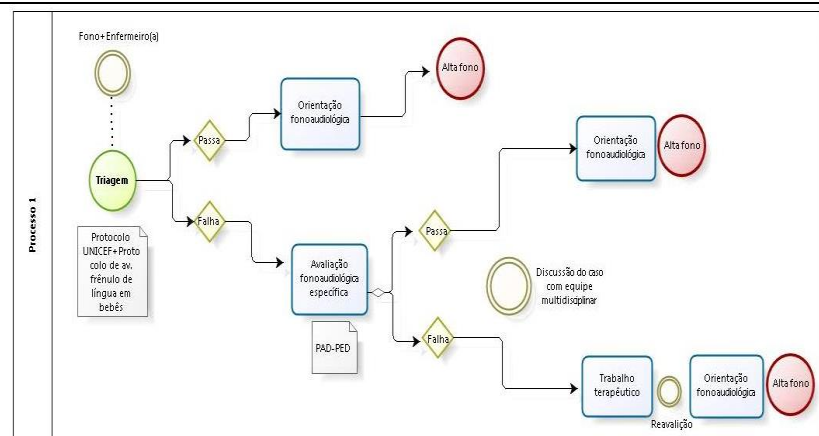 Processo 1
Fono+Enfermeiro(a)
Triagem
Protocolo
UNICEF+Proto
colo de av.
frênulo de
língua em
bebês
Passa
Orientação
fonoaudiológica
Alta fono
Falha
Avaliação
fonoaudiológica
específica
PAD-PED
Passa
Orientação
fonoaudiológica
Alta fono
Discussão do caso
com equipe
multidisciplinar
Falha
Trabalho
terapêutico
Reavalição
Orientação
fonoaudiológica
Alta fono